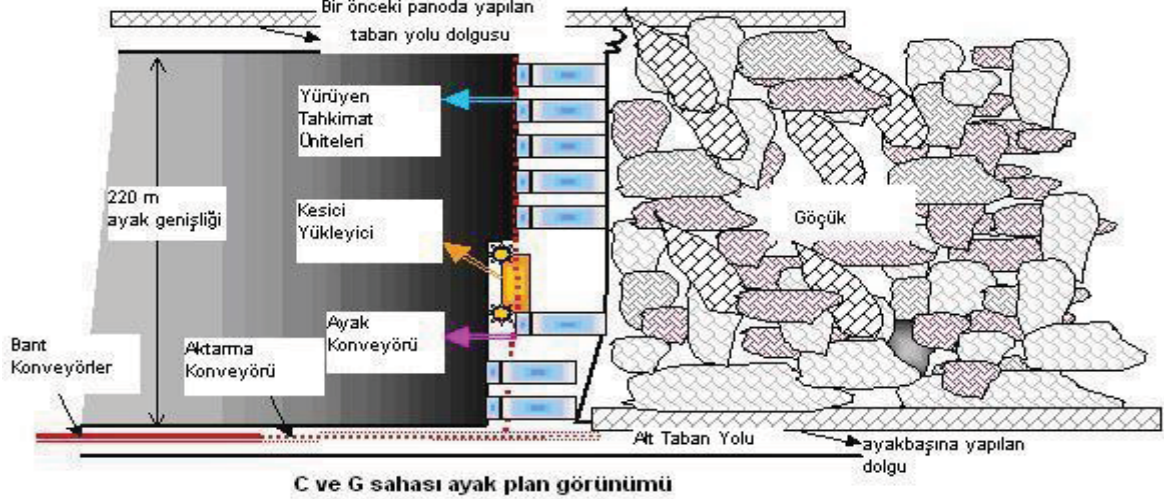 Bir önceki panoda yapılan
taban yolu dolgusu
Yürüyen
Tahkimat
Üniteleri
220 m
ayak genişliği
Kesici
Yükleyici
Göçük
Ayak
Konveyörü
Bant
Konveyörler
Aktarma
Konveyörü
Alt Taban Yolu
ayakbaşına yapılan
dolgu
C ve G sahası ayak plan görünümü